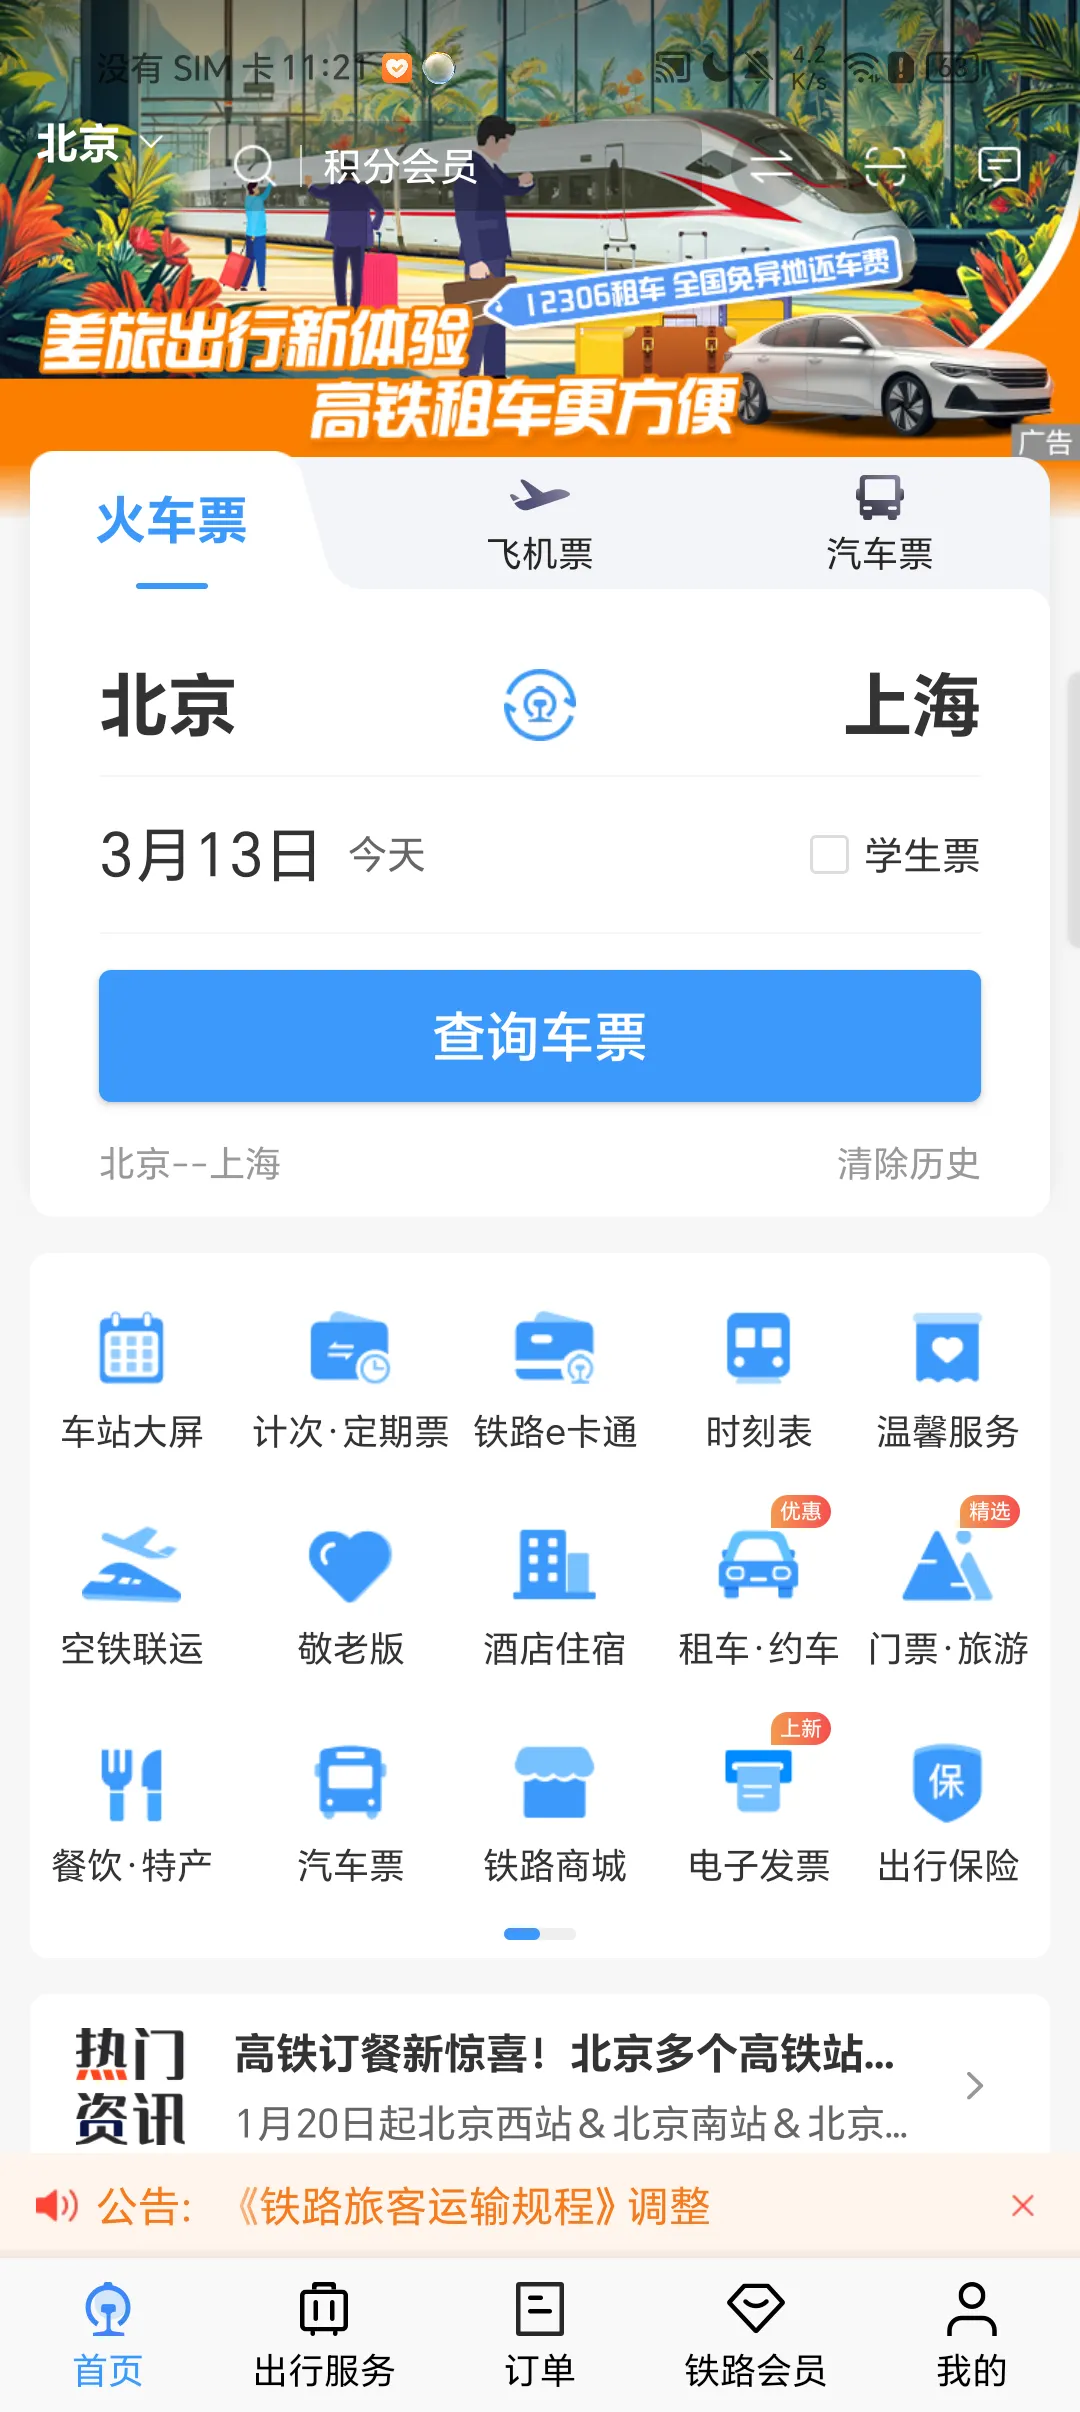 没有 SIM 卡 11:21
4.2
K/s
63
北京
积分会员
12306租车 全国免异地还车费
差旅出行新体验
高铁租车更方便
广告
火车票
飞机票
汽车票
北京
上海
3月13日 今天
学生票
查询车票
北京--上海
清除历史
车站大屏
计次·定期票
铁路e卡通
时刻表
温馨服务
优惠
精选
空铁联运
敬老版
酒店住宿
租车·约车
门票·旅游
上新
保
餐饮·特产
汽车票
铁路商城
电子发票
出行保险
热门
资讯
高铁订餐新惊喜！北京多个高铁站...
1月20日起北京西站＆北京南站＆北京...
公告: 《铁路旅客运输规程》调整
首页
出行服务
订单
铁路会员
我的